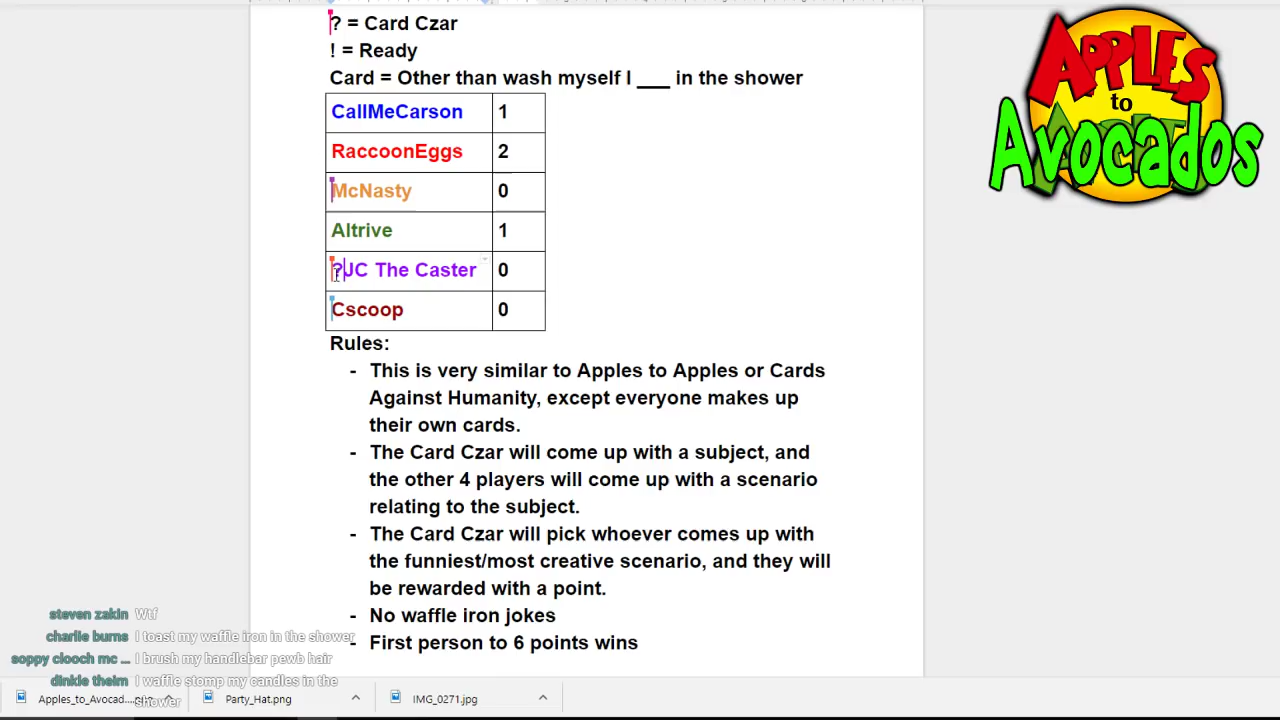 ? = Card Czar
! = Ready
Card = Other than wash myself I ___ in the shower
CallMeCarson 1
RaccoonEggs 2
McNasty 0
Altrive 1
?JC The Caster 0
Cscoop 0
Rules:
- This is very similar to Apples to Apples or Cards
Against Humanity, except everyone makes up
their own cards.
- The Card Czar will come up with a subject, and
the other 4 players will come up with a scenario
relating to the subject.
- The Card Czar will pick whoever comes up with
the funniest/most creative scenario, and they will
be rewarded with a point.
- No waffle iron jokes
- First person to 6 points wins
APPLES
to
Avocados
steven zakin Wtf
charlie burns I toast my waffle iron in the shower
soppy clooch mc ... I brush my handlebar pewb hair
dinkle theim I waffle stomp my candles in the
shower
Apples_to_Avocad....png
Party_Hat.png
IMG_0271.jpg